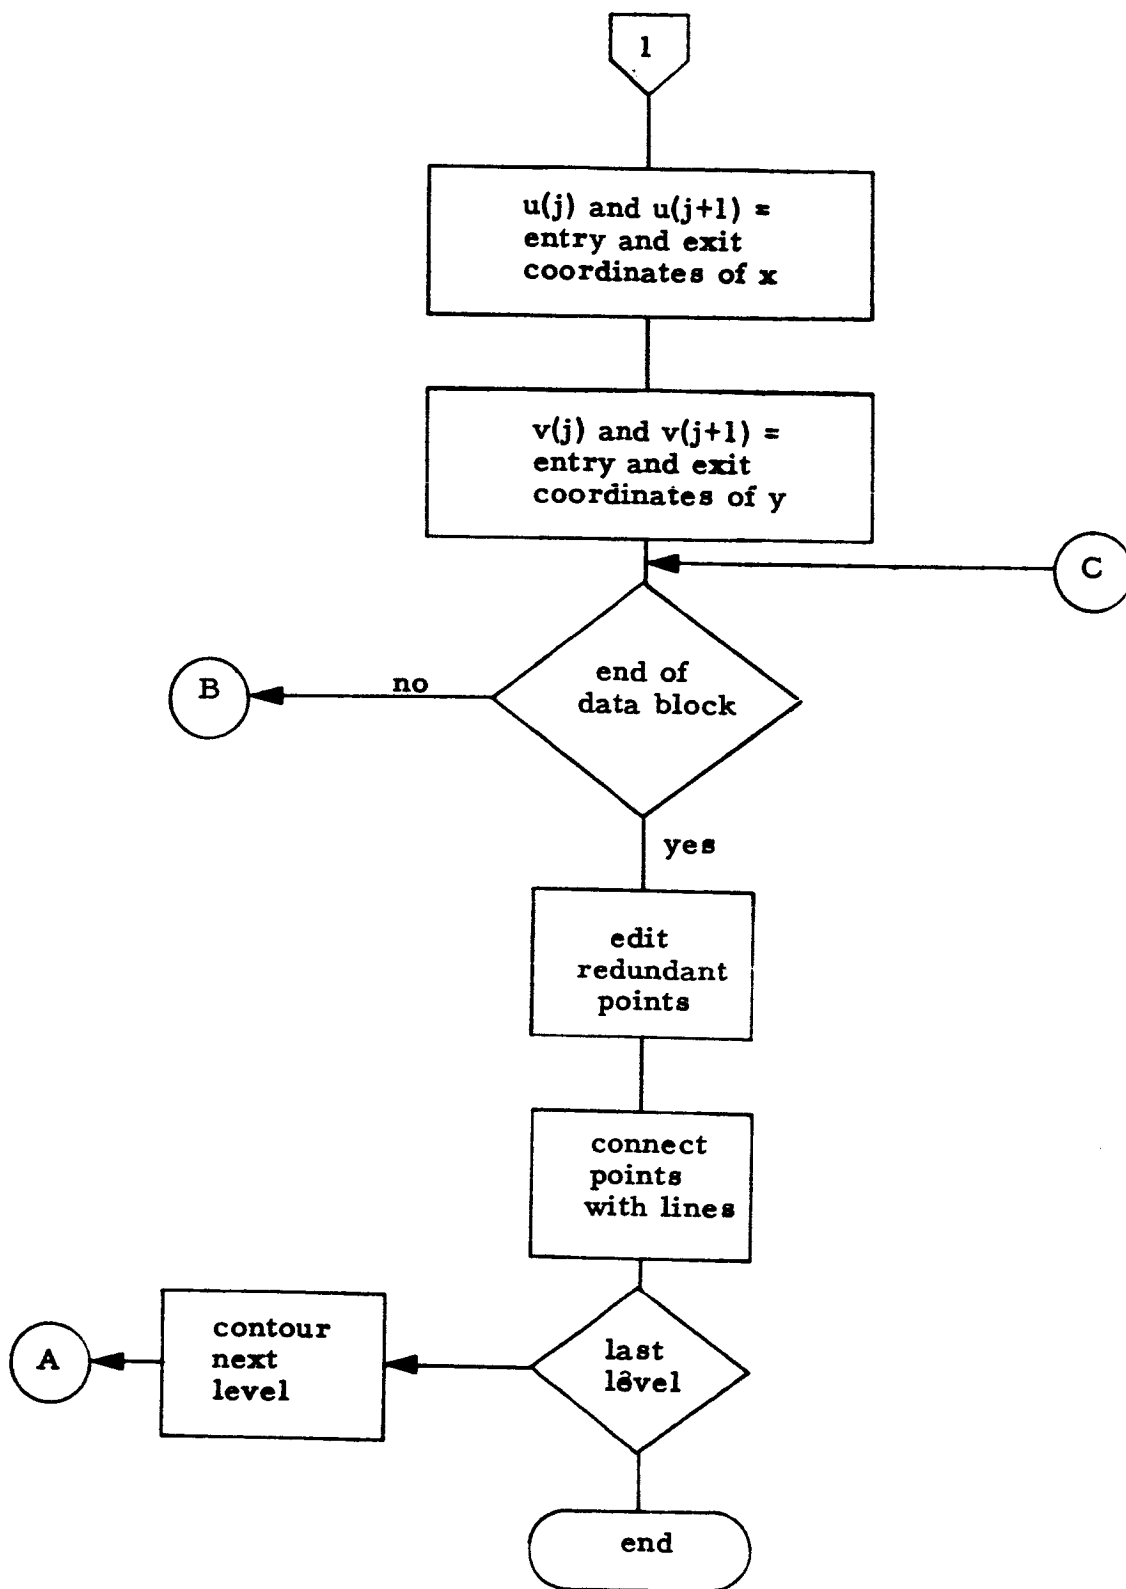 1
u(j) and u(j+1) =
entry and exit
coordinates of x
v(j) and v(j+1) =
entry and exit
coordinates of y
C
end of
data block
B
no
yes
edit
redundant
points
connect
points
with lines
last
level
contour
next
level
A
end